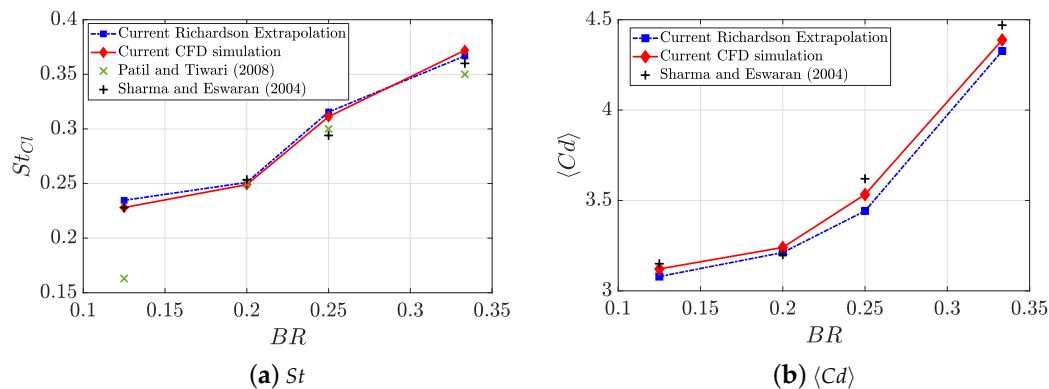 0.4
0.35
0.3
0.25
0.2
0.15
0.1
0.15
0.2
0.25
0.3
0.35
St_{Cl}
BR
Current Richardson Extrapolation
Current CFD simulation
Patil and Tiwari (2008)
Sharma and Eswaran (2004)
(a) St
4.5
4
3.5
3
0.1
0.15
0.2
0.25
0.3
0.35
⟨Cd⟩
BR
Current Richardson Extrapolation
Current CFD simulation
Sharma and Eswaran (2004)
(b) ⟨Cd⟩